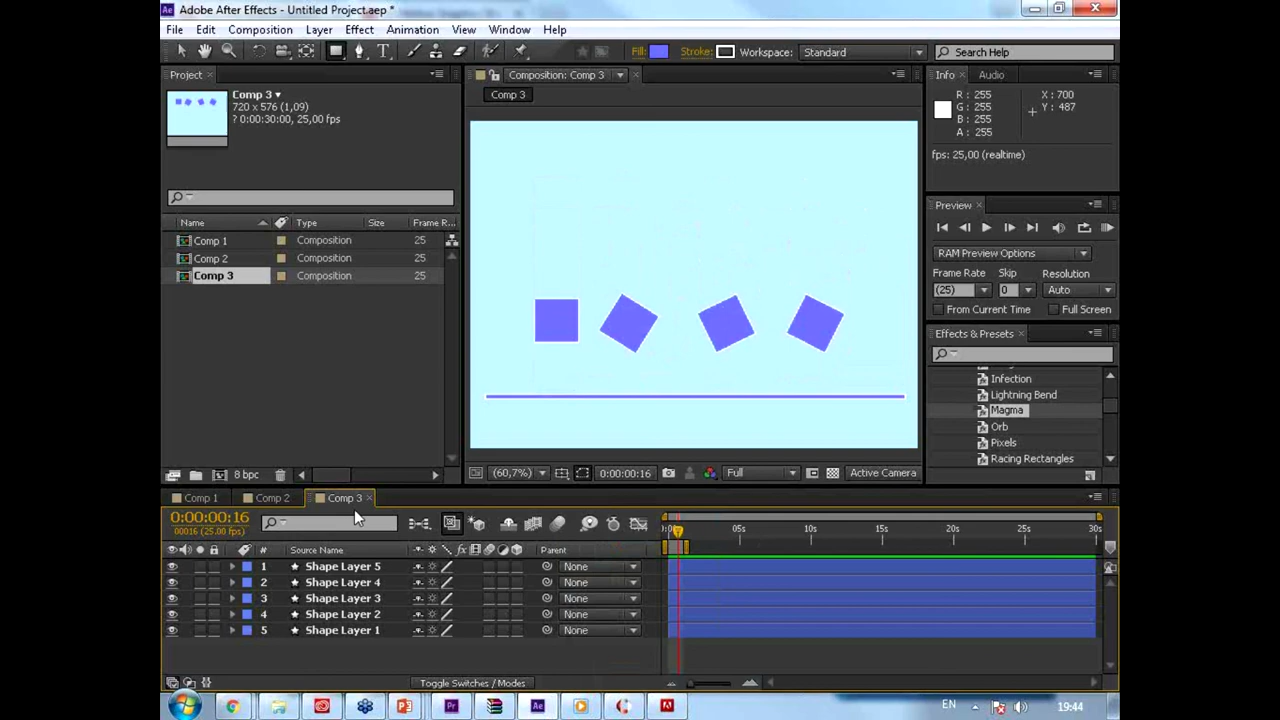 Adobe After Effects - Untitled Project.aep *
File Edit Composition Layer Effect Animation View Window Help
Fill: Stroke: Workspace: Standard Search Help
Project
Comp 3
720 x 576 (1,09)
? 0:00:30:00, 25,00 fps
Name Type Size Frame R...
Comp 1 Composition 25
Comp 2 Composition 25
Comp 3 Composition 25
8 bpc
Composition: Comp 3
Comp 3
(60,7%) 0:00:00:16 Full Active Camera
Info Audio
R : 255
G : 255
B : 255
A : 255
X : 700
Y : 487
fps: 25,00 (realtime)
Preview
RAM Preview Options
Frame Rate Skip Resolution
(25) 0 Auto
From Current Time Full Screen
Effects & Presets
Infection
Lightning Bend
Magma
Orb
Pixels
Racing Rectangles
Comp 1 Comp 2 Comp 3
0:00:00:16
00016 (25.00 fps)
05s 10s 15s 20s 25s 30s
# Source Name Parent
1 Shape Layer 5 None
2 Shape Layer 4 None
3 Shape Layer 3 None
4 Shape Layer 2 None
5 Shape Layer 1 None
Toggle Switches / Modes
EN 19:44